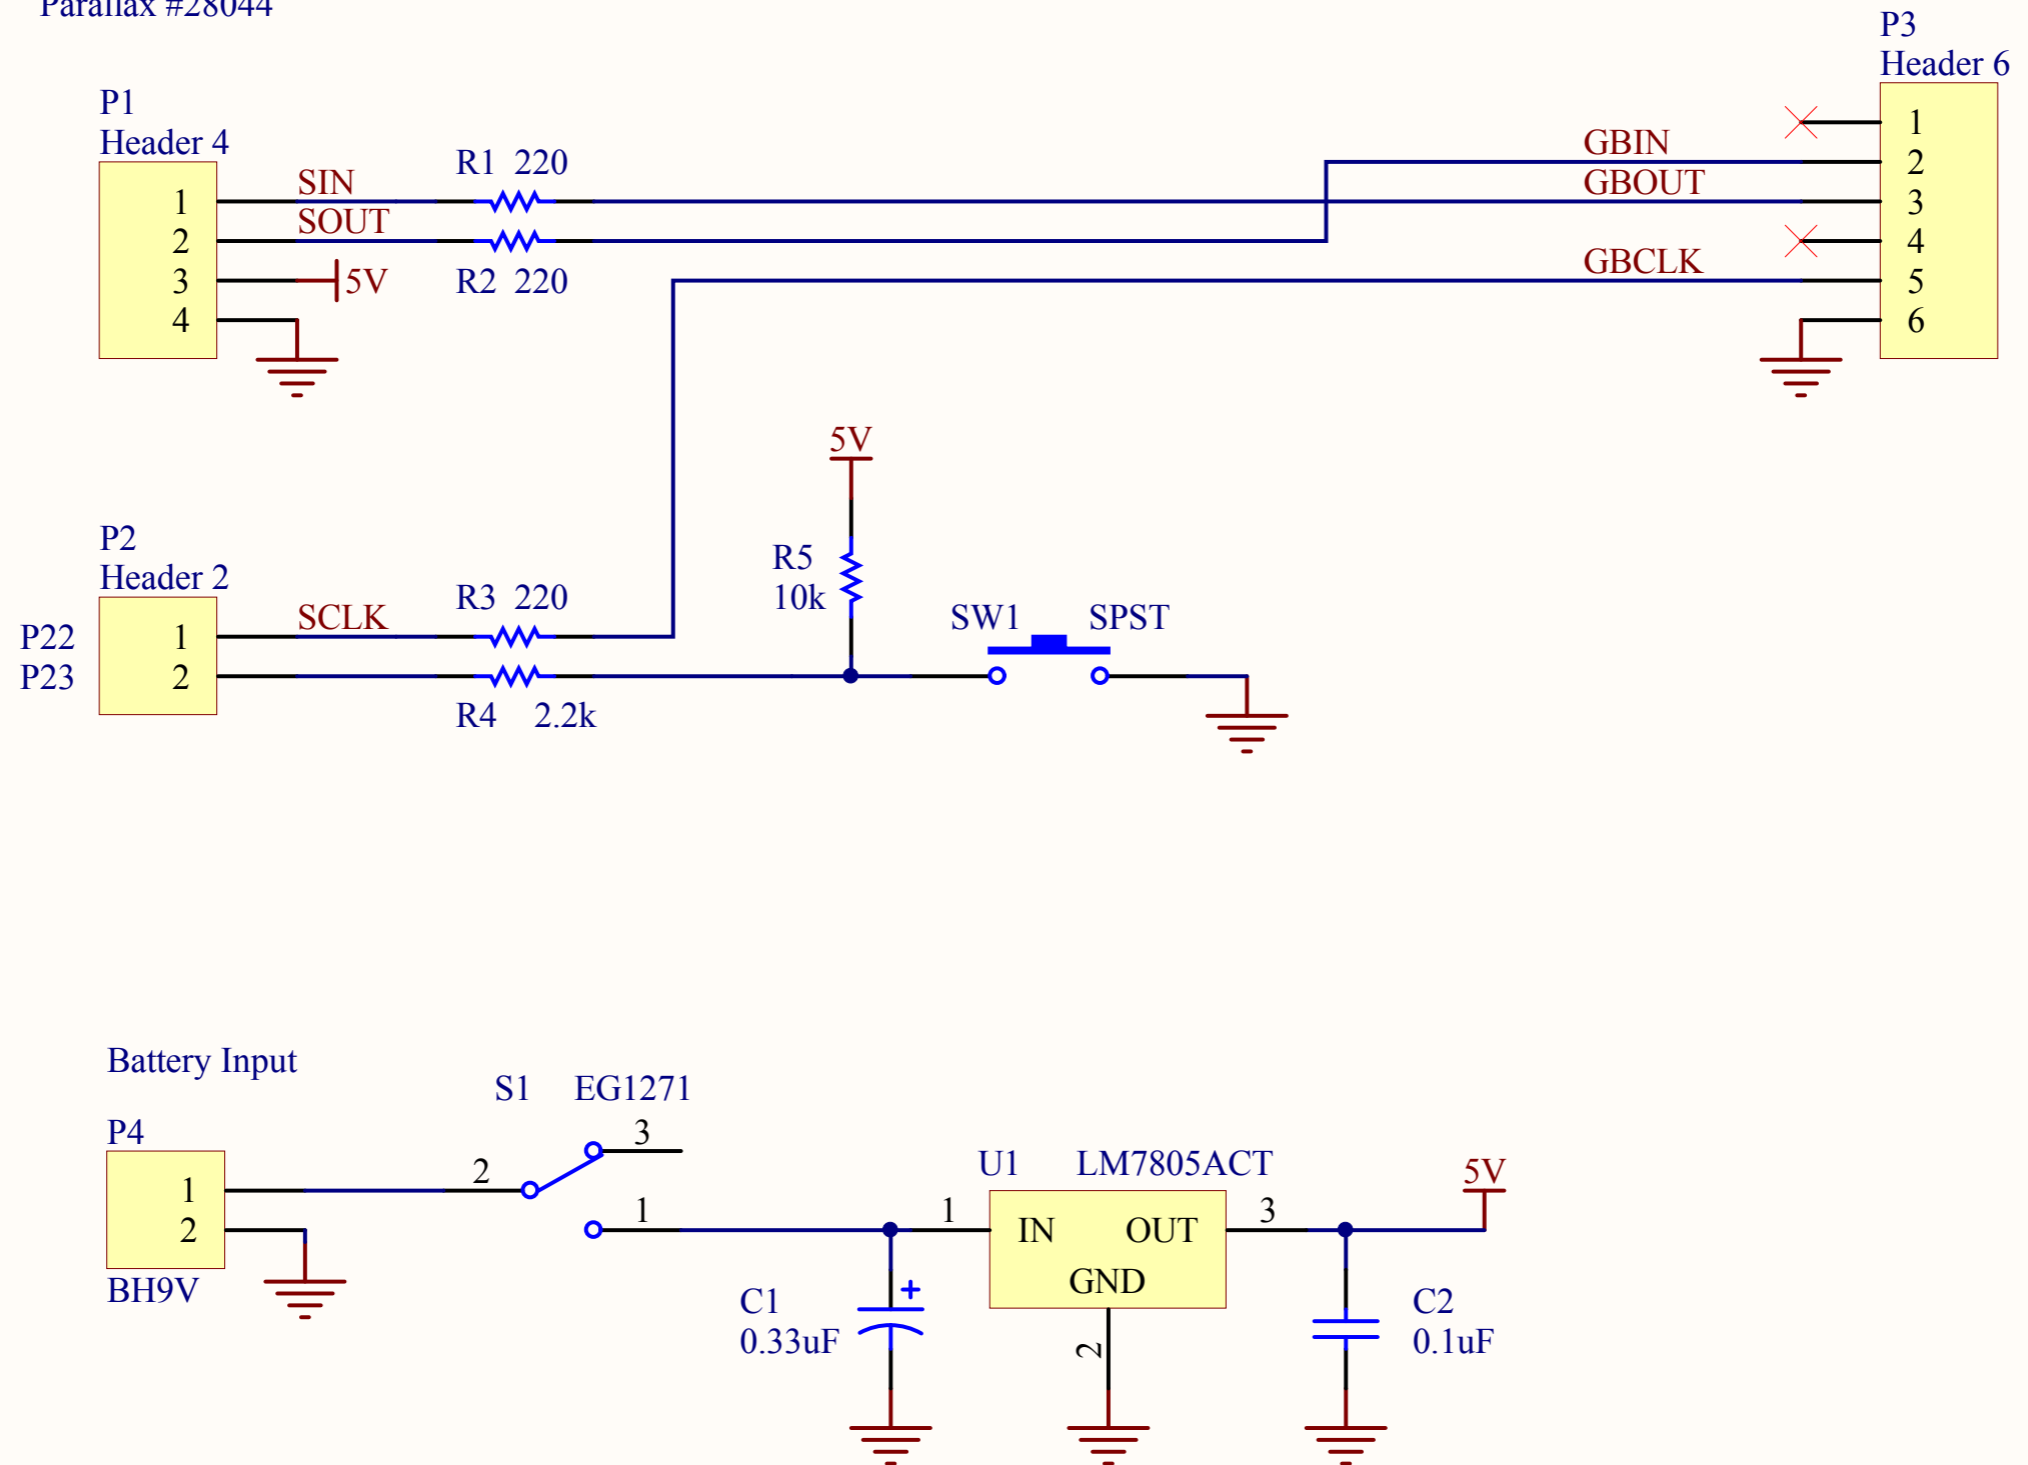 Parallax #28044
P3
Header 6
P1
Header 4
1
2
3
4
SIN
SOUT
5V
R1 220
R2 220
GBIN
GBOUT
GBCLK
1
2
3
4
5
6
5V
R5
10k
P2
Header 2
P22
P23
1
2
SCLK
R3 220
R4 2.2k
SW1 SPST
Battery Input
P4
1
2
BH9V
S1 EG1271
2
3
1
U1 LM7805ACT
1
IN OUT
GND
3
2
5V
C1
0.33uF
+
C2
0.1uF